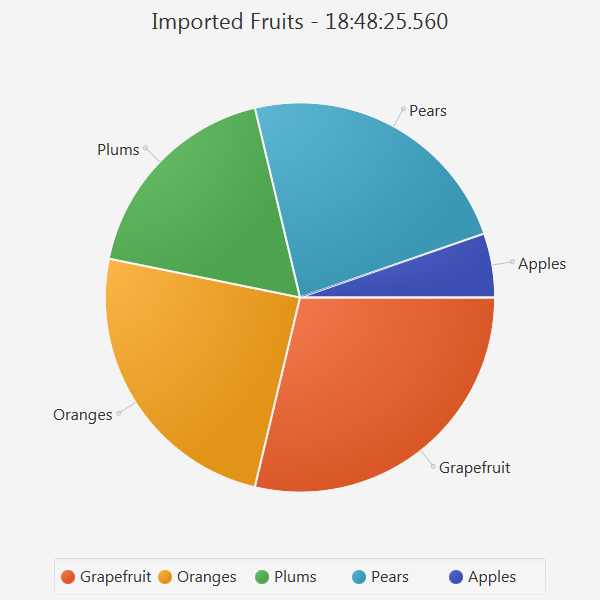 Imported Fruits - 18:48:25.560
Pears
Plums
Apples
Oranges
Grapefruit
Grapefruit Oranges Plums Pears Apples